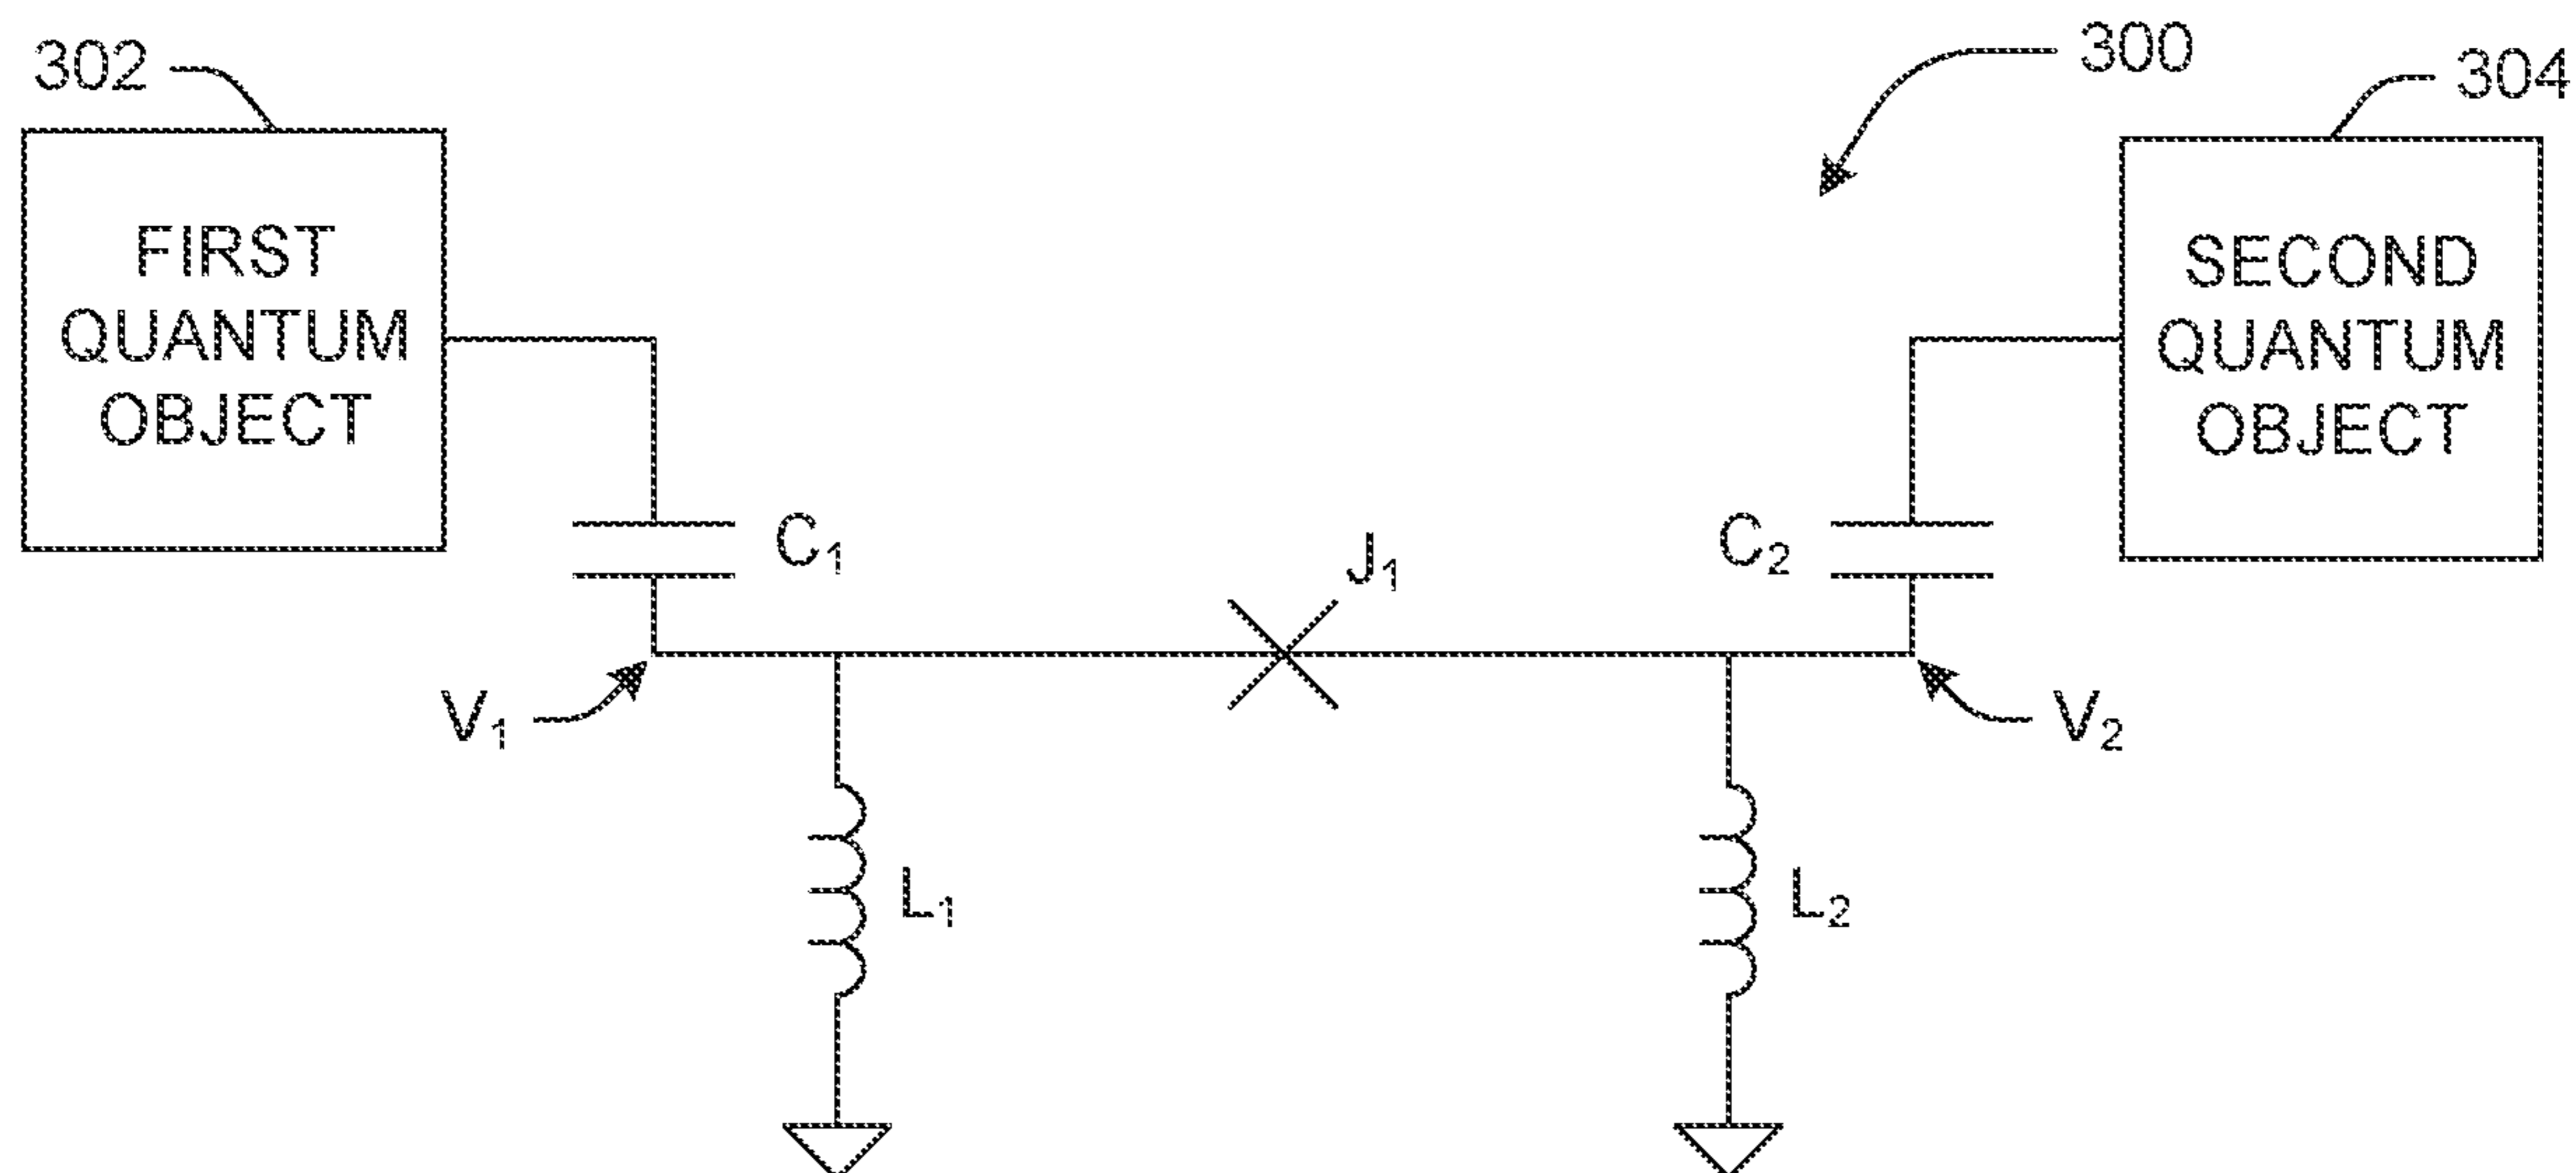 302
300
304
FIRST
QUANTUM
OBJECT
SECOND
QUANTUM
OBJECT
C₁
J₁
C₂
V₁
V₂
L₁
L₂